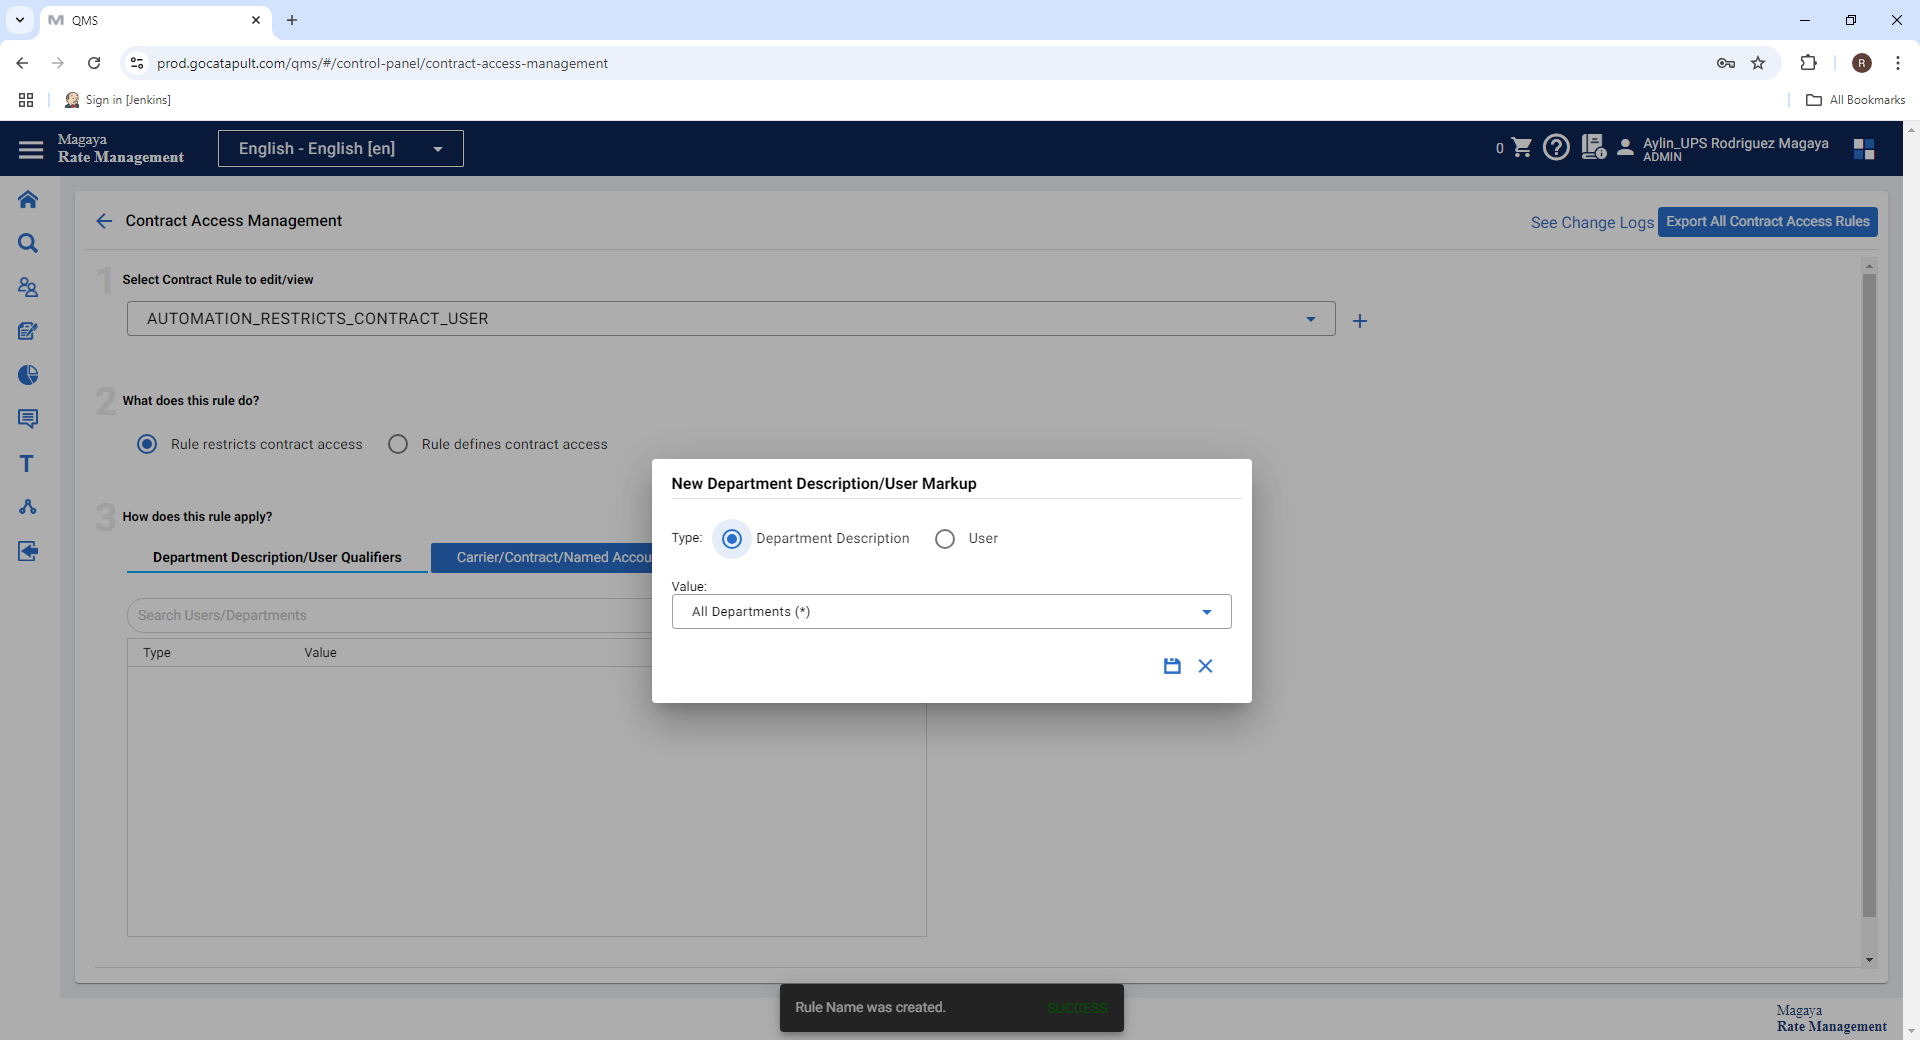 QMS
prod.gocatapult.com/qms/#/control-panel/contract-access-management
R
Sign in [Jenkins]
All Bookmarks
Magaya
Rate Management
English - English [en]
0
Aylin_UPS Rodriguez Magaya
ADMIN
Contract Access Management
See Change Logs
Export All Contract Access Rules
1 Select Contract Rule to edit/view
AUTOMATION_RESTRICTS_CONTRACT_USER
2 What does this rule do?
Rule restricts contract access
Rule defines contract access
3 How does this rule apply?
Department Description/User Qualifiers
Carrier/Contract/Named Accou
Search Users/Departments
Type
Value
New Department Description/User Markup
Type:
Department Description
User
Value:
All Departments (*)
Rule Name was created.
SUCCESS
Magaya
Rate Management